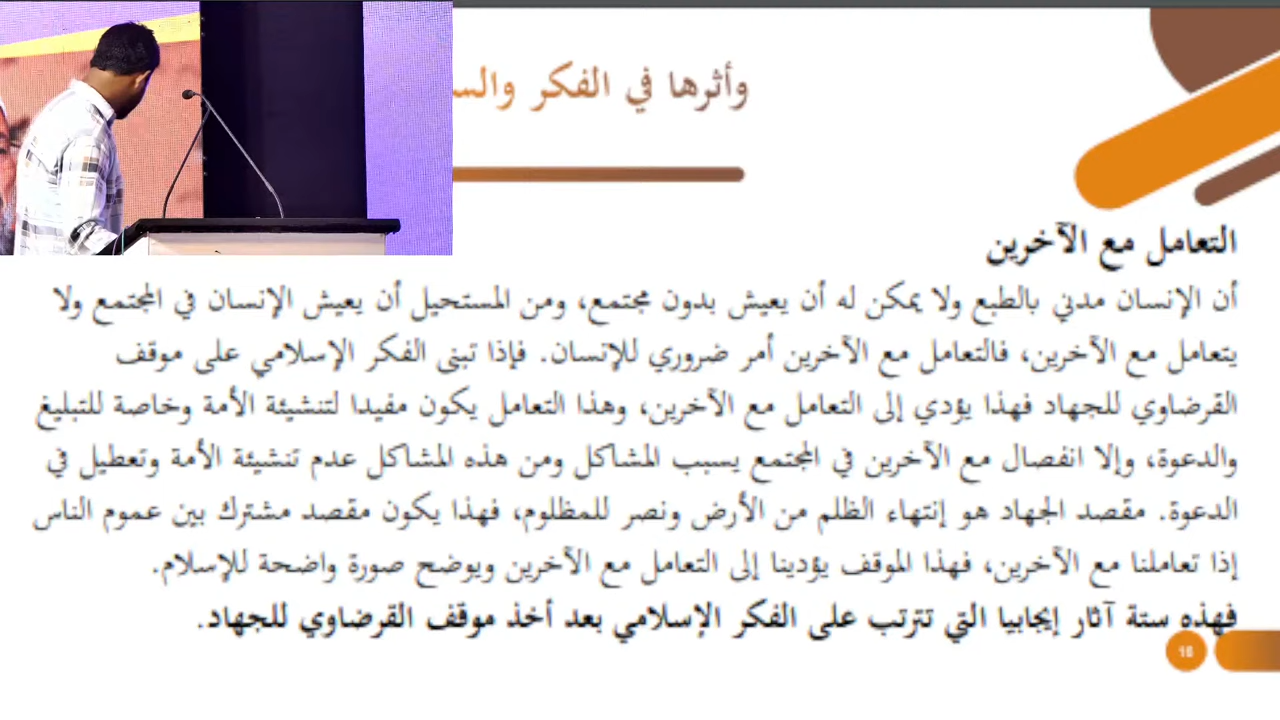 وأثرها في الفكر
التعامل مع الآخرين
أن الإنسان مدني بالطبع ولا يمكن له أن يعيش بدون مجتمع، ومن المستحيل أن يعيش الإنسان في المجتمع ولا
يتعامل مع الآخرين، فالتعامل مع الآخرين أمر ضروري للإنسان. فإذا تبنى الفكر الإسلامي على موقف
القرضاوي للجهاد فهذا يؤدي إلى التعامل مع الآخرين، وهذا التعامل يكون مفيدا لتنشيئة الأمة وخاصة للتبليغ
والدعوة، وإلا انفصال مع الآخرين في المجتمع يسبب المشاكل ومن هذه المشاكل عدم تنشيئة الأمة وتعطيل في
الدعوة. مقصد الجهاد هو إنتهاء الظلم من الأرض ونصر للمظلوم، فهذا يكون مقصد مشترك بين عموم الناس
إذا تعاملنا مع الآخرين، فهذا الموقف يؤدينا إلى التعامل مع الآخرين ويوضح صورة واضحة للإسلام.
فهذه ستة آثار إيجابيا التي تترتب على الفكر الإسلامي بعد أخذ موقف القرضاوي للجهاد.
16